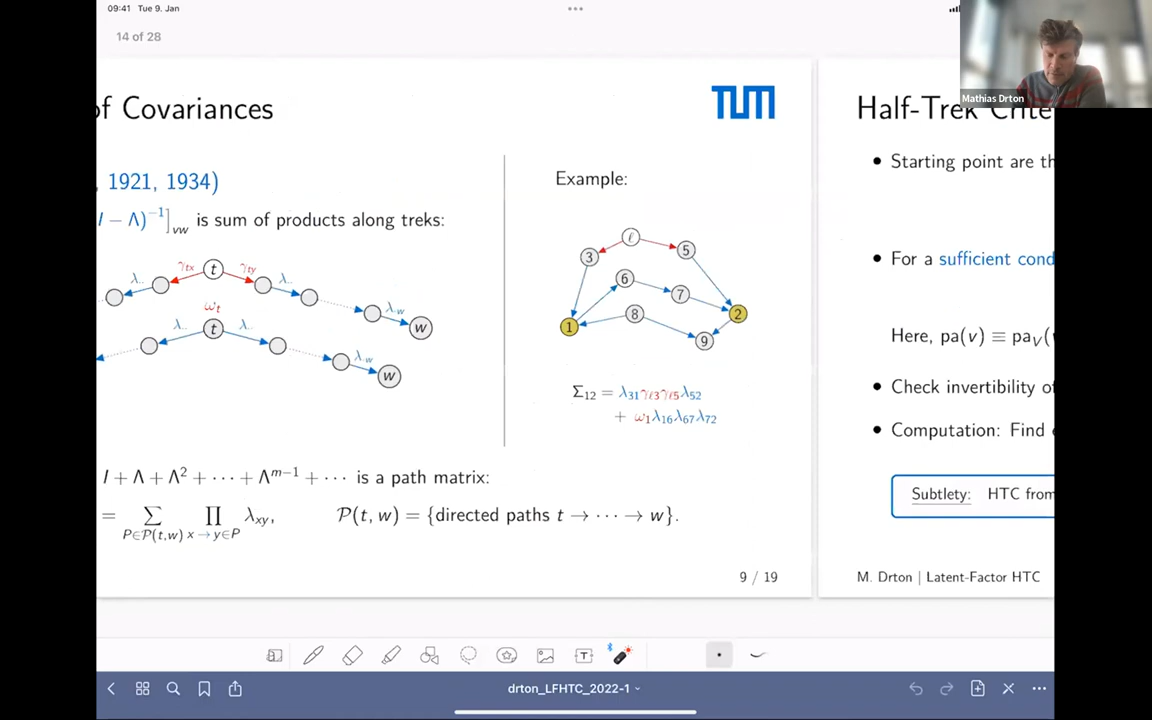 09:41 Tue 9. Jan
14 of 28
Mathias Drton
of Covariances
TUM
, 1921, 1934)
I − Λ)⁻¹]ᵥw is sum of products along treks:
γtx t γty
λ.. λ..
λ.w
w
ωt
λ.. t λ..
λ.w
w
I + Λ + Λ² + ··· + Λᵐ⁻¹ + ··· is a path matrix:
= ∑ P∈𝒫(t,w) ∏ x→y∈P λxy, 𝒫(t, w) = {directed paths t → ··· → w}.
Example:
ℓ
3 5
6
7
1 8 2
9
Σ₁₂ = λ₃₁γℓ₃γℓ₅λ₅₂
+ ω₁λ₁₆λ₆₇λ₇₂
9 / 19
Half-Trek Crite
• Starting point are th
• For a sufficient cond
Here, pa(v) ≡ paV(
• Check invertibility of
• Computation: Find
Subtlety: HTC from
M. Drton | Latent-Factor HTC
T
drton_LFHTC_2022-1